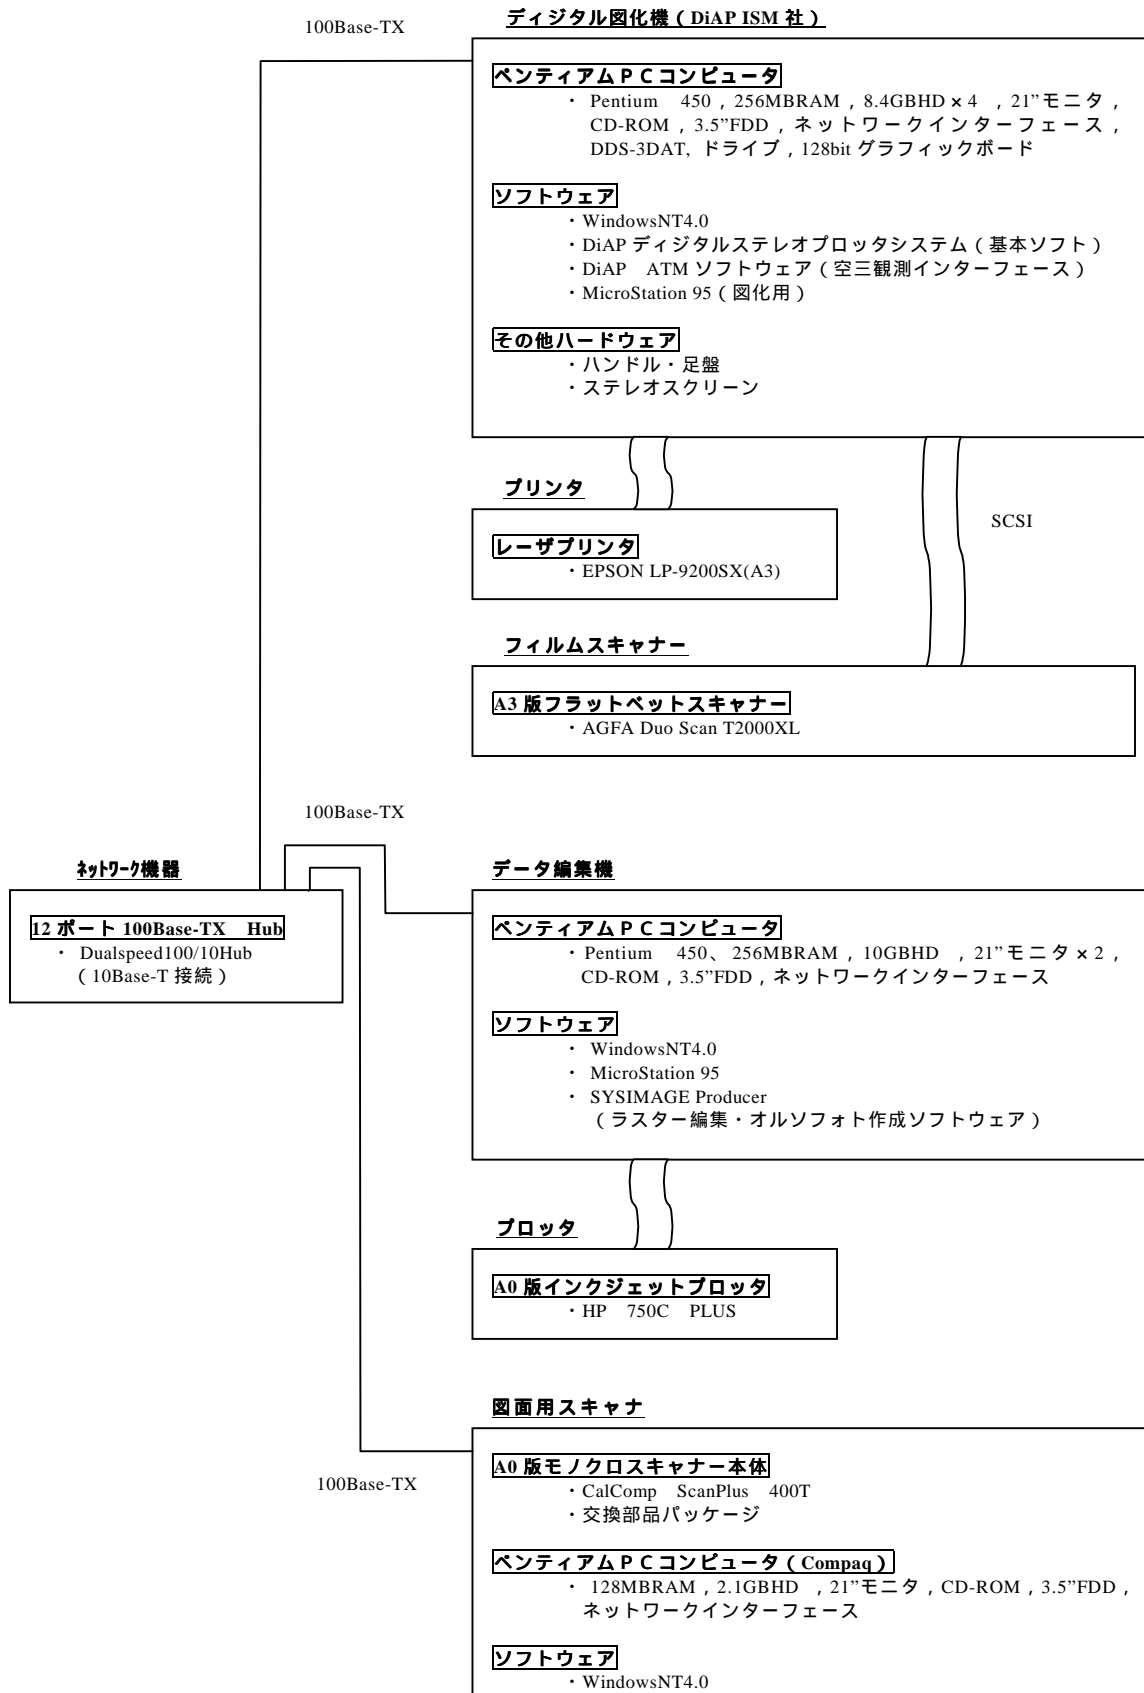 100Base-TX
ディジタル図化機（DiAP ISM 社）
ペンティアムＰＣコンピュータ
・ Pentium　450 , 256MBRAM , 8.4GBHD × 4　, 21”モニタ ,
CD-ROM , 3.5”FDD , ネットワークインターフェース ,
DDS-3DAT, ドライブ , 128bit グラフィックボード
ソフトウェア
・WindowsNT4.0
・DiAP ディジタルステレオプロッタシステム（基本ソフト）
・DiAP　ATM ソフトウェア（空三観測インターフェース）
・MicroStation 95（図化用）
その他ハードウェア
・ハンドル・足盤
・ステレオスクリーン
プリンタ
SCSI
レーザプリンタ
・EPSON LP-9200SX(A3)
フィルムスキャナー
A3 版フラットベットスキャナー
・AGFA Duo Scan T2000XL
100Base-TX
ﾈｯﾄﾜｰｸ機器
12 ポート 100Base-TX　Hub
・ Dualspeed100/10Hub
（10Base-T 接続）
データ編集機
ペンティアムＰＣコンピュータ
・ Pentium　450、256MBRAM , 10GBHD　, 21”モニタ × 2 ,
CD-ROM , 3.5”FDD , ネットワークインターフェース
ソフトウェア
・ WindowsNT4.0
・ MicroStation 95
・ SYSIMAGE Producer
（ラスター編集・オルソフォト作成ソフトウェア）
プロッタ
A0 版インクジェットプロッタ
・HP　750C　PLUS
図面用スキャナ
100Base-TX
A0 版モノクロスキャナー本体
・CalComp　ScanPlus　400T
・交換部品パッケージ
ペンティアムＰＣコンピュータ（Compaq）
・ 128MBRAM , 2.1GBHD　, 21”モニタ , CD-ROM , 3.5”FDD ,
ネットワークインターフェース
ソフトウェア
・WindowsNT4.0